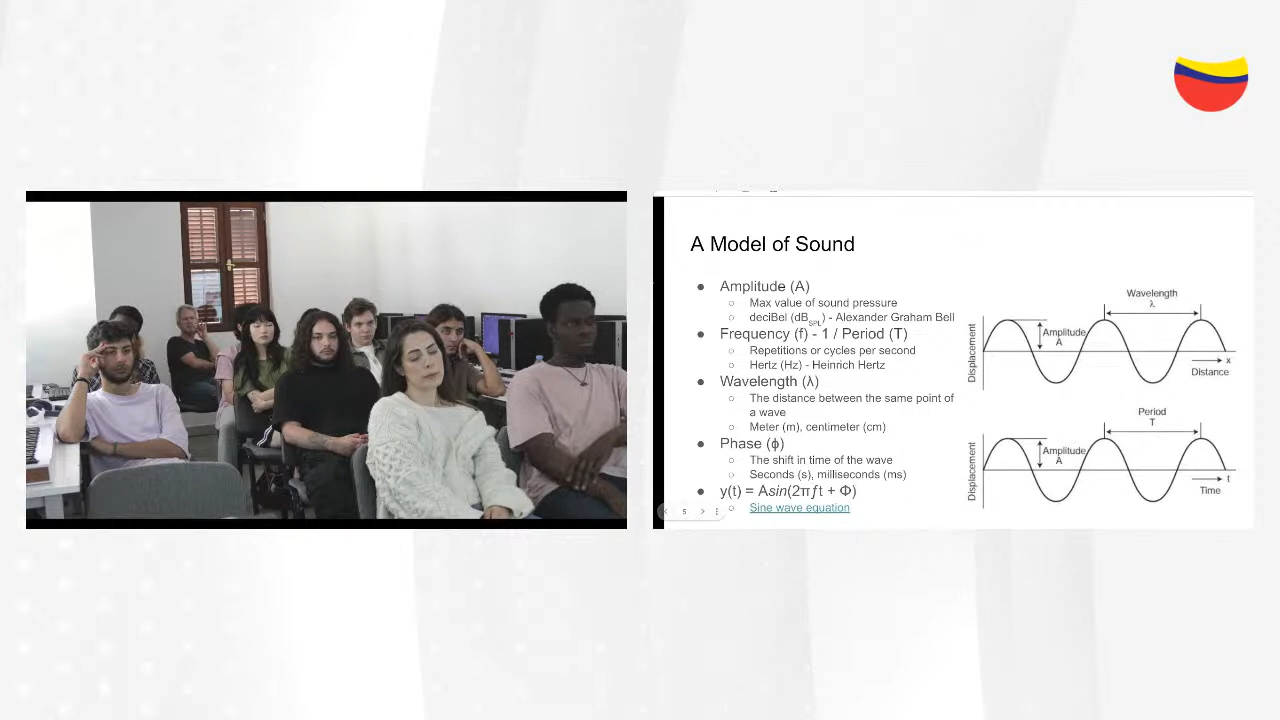 A Model of Sound
● Amplitude (A)
○ Max value of sound pressure
○ deciBel (dB SPL) - Alexander Graham Bell
● Frequency (f) - 1 / Period (T)
○ Repetitions or cycles per second
○ Hertz (Hz) - Heinrich Hertz
● Wavelength (λ)
○ The distance between the same point of
a wave
○ Meter (m), centimeter (cm)
● Phase (ϕ)
○ The shift in time of the wave
○ Seconds (s), milliseconds (ms)
● y(t) = Asin(2πƒt + Φ)
○ Sine wave equation
5
Wavelength
λ
Amplitude
A
Displacement
x
Distance
Period
T
Amplitude
A
Displacement
t
Time